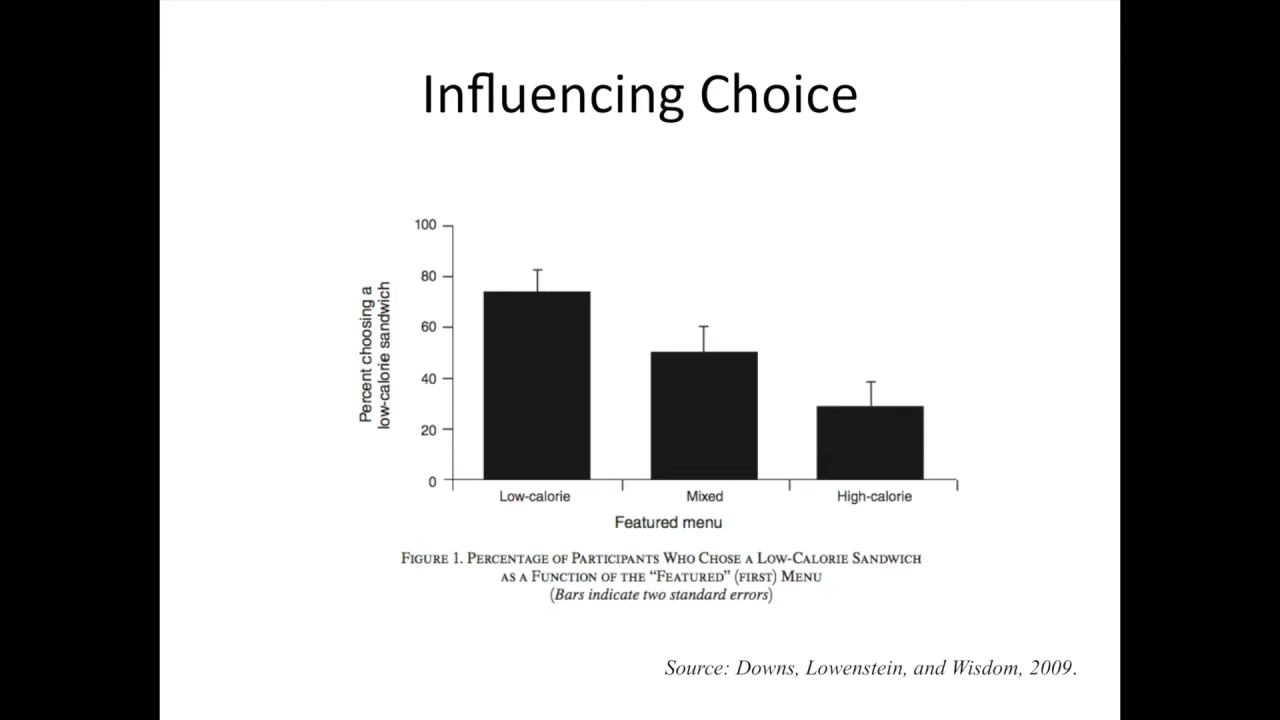 Influencing Choice
100
80
60
40
20
0
Percent choosing a
low-calorie sandwich
Low-calorie
Mixed
High-calorie
Featured menu
FIGURE 1. PERCENTAGE OF PARTICIPANTS WHO CHOSE A LOW-CALORIE SANDWICH
AS A FUNCTION OF THE “FEATURED” (FIRST) MENU
(Bars indicate two standard errors)
Source: Downs, Lowenstein, and Wisdom, 2009.